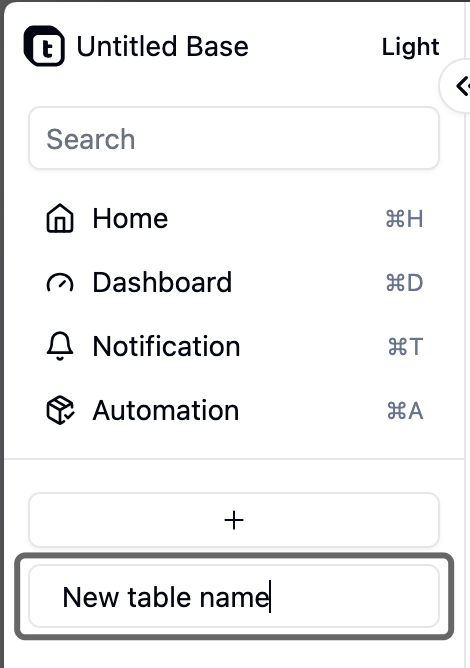 t Untitled Base Light
Search
Home ⌘H
Dashboard ⌘D
Notification ⌘T
Automation ⌘A
+
New table name